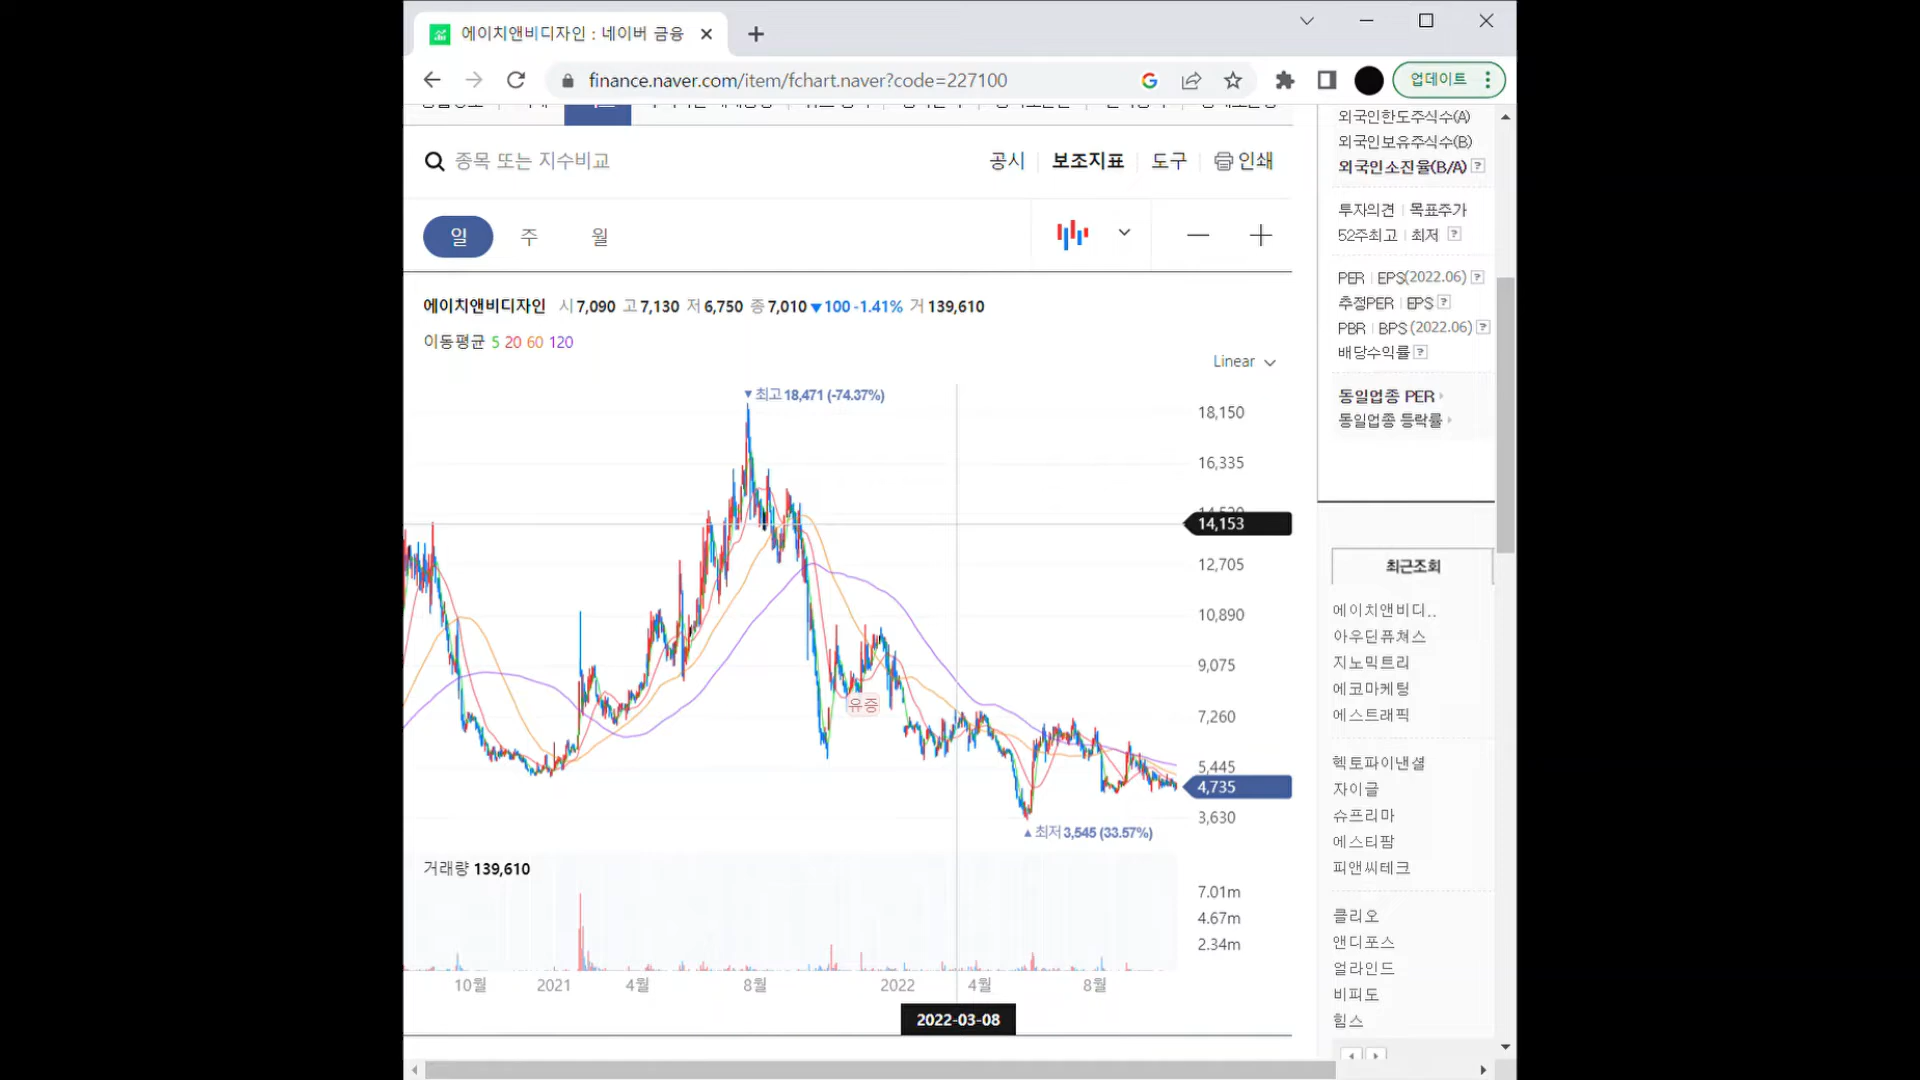 에이치앤비디자인 : 네이버 금융
finance.naver.com/item/fchart.naver?code=227100
업데이트
종목 또는 지수비교
공시
보조지표
도구
인쇄
일
주
월
에이치앤비디자인 시 7,090 고 7,130 저 6,750 종 7,010 ▼100 -1.41% 거 139,610
이동평균 5 20 60 120
Linear
▼최고 18,471 (-74.37%)
18,150
16,335
14,153
12,705
10,890
9,075
7,260
5,445
4,735
3,630
유증
▲최저 3,545 (33.57%)
거래량 139,610
7.01m
4.67m
2.34m
10월
2021
4월
8월
2022
4월
8월
2022-03-08
외국인한도주식수(A)
외국인보유주식수(B)
외국인소진율(B/A) ?
투자의견 | 목표주가
52주최고 | 최저 ?
PER | EPS(2022.06) ?
추정PER | EPS ?
PBR | BPS (2022.06) ?
배당수익률 ?
동일업종 PER
동일업종 등락률
최근조회
에이치앤비디..
아우딘퓨쳐스
지노믹트리
에코마케팅
에스트래픽
헥토파이낸셜
자이글
슈프리마
에스티팜
피앤씨테크
클리오
앤디포스
얼라인드
비피도
힘스